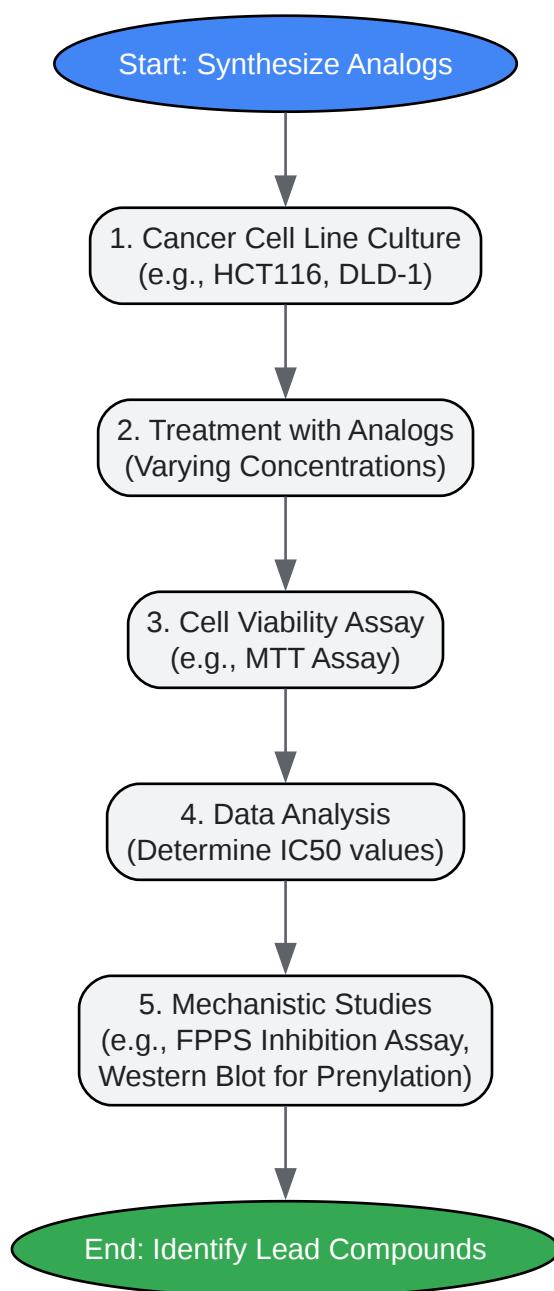 Start: Synthesize Analogs
1. Cancer Cell Line Culture
(e.g., HCT116, DLD-1)
2. Treatment with Analogs
(Varying Concentrations)
3. Cell Viability Assay
(e.g., MTT Assay)
4. Data Analysis
(Determine IC50 values)
5. Mechanistic Studies
(e.g., FPPS Inhibition Assay,
Western Blot for Prenylation)
End: Identify Lead Compounds